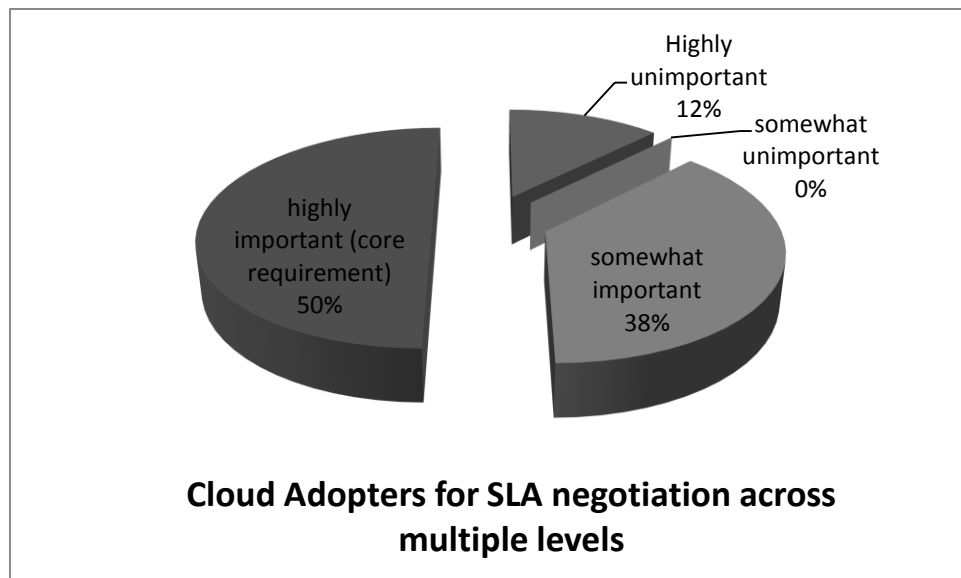 Highly
unimportant
12%
somewhat
unimportant
0%
highly
important (core
requirement)
50%
somewhat
important
38%
Cloud Adopters for SLA negotiation across
multiple levels